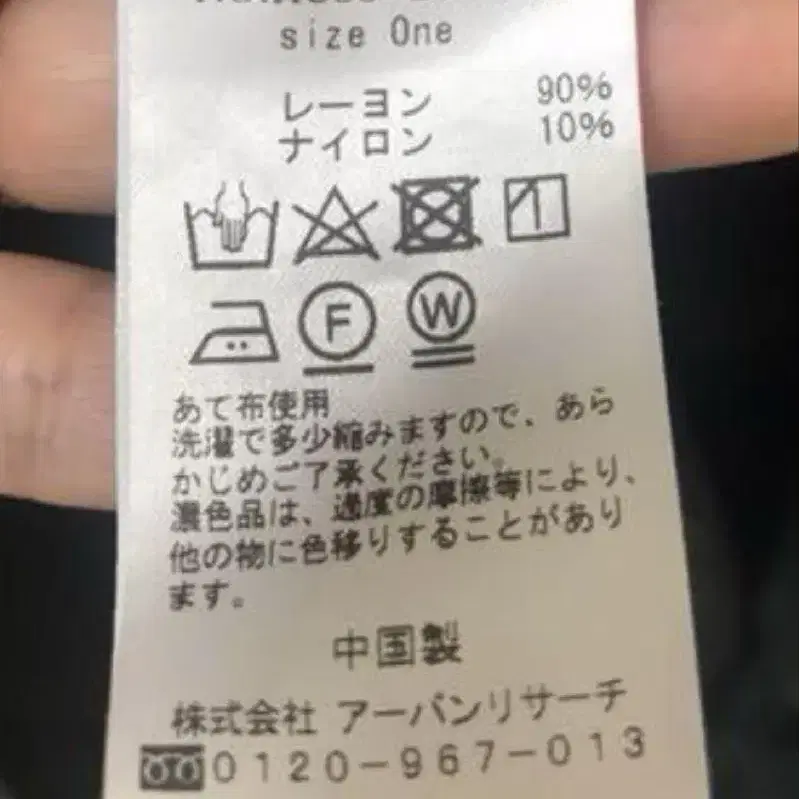 size One
レーヨン 90%
ナイロン 10%
F W
あて布使用
洗濯で多少縮みますので、あら
かじめご了承ください。
濃色品は、過度の摩擦等により、
他の物に色移りすることがあり
ます。
中国製
株式会社 アーバンリサーチ
0120-967-013